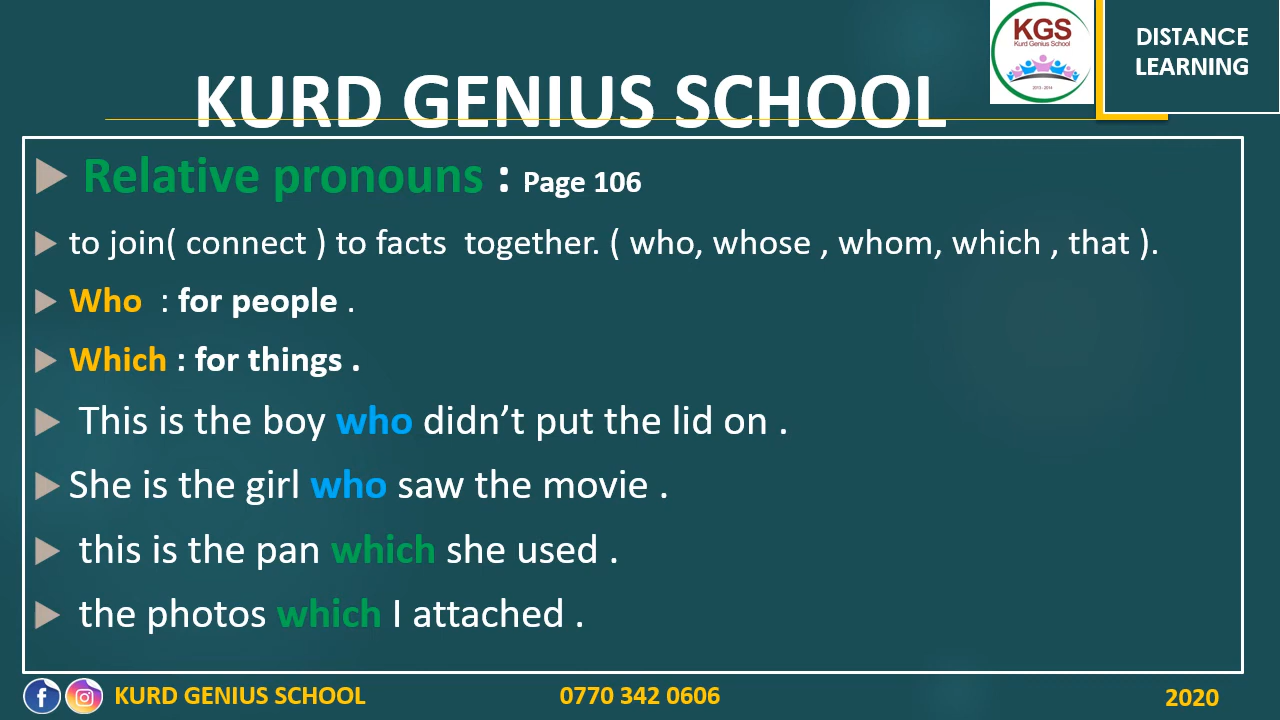 KGS
Kurd Genius School
2013 - 2014
DISTANCE
LEARNING
KURD GENIUS SCHOOL
Relative pronouns : Page 106
to join( connect ) to facts together. ( who, whose , whom, which , that ).
Who : for people .
Which : for things .
This is the boy who didn’t put the lid on .
She is the girl who saw the movie .
this is the pan which she used .
the photos which I attached .
KURD GENIUS SCHOOL
0770 342 0606
2020